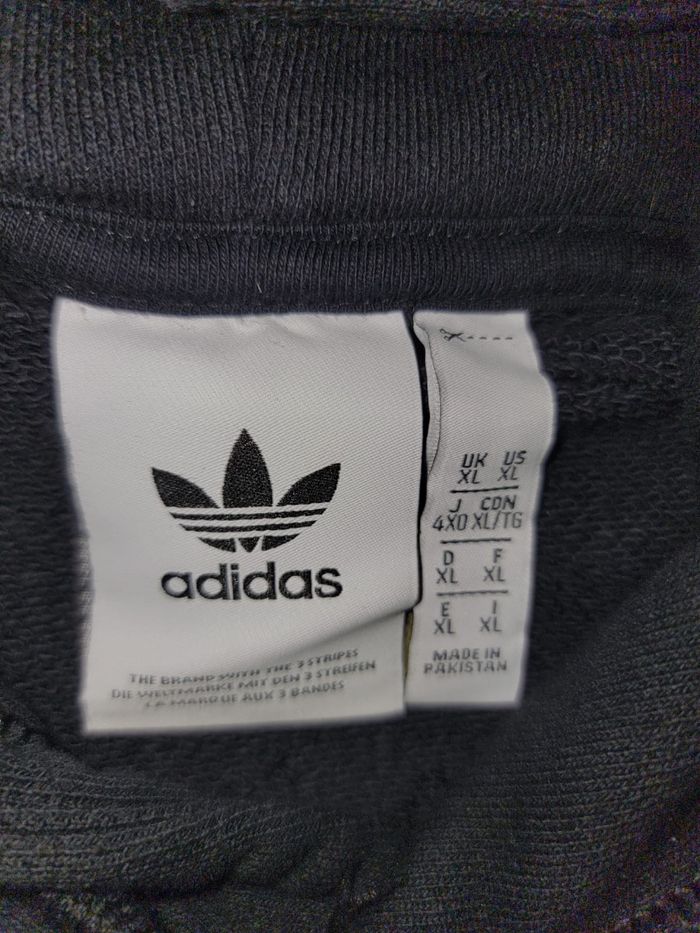 adidas
THE BRAND WITH THE 3 STRIPES
DIE WELTMARKE MIT DEN 3 STREIFEN
LA MARQUE AUX 3 BANDES
UK US
XL XL
J CDN
4XO XL/TG
D F
XL XL
E I
XL XL
MADE IN
PAKISTAN